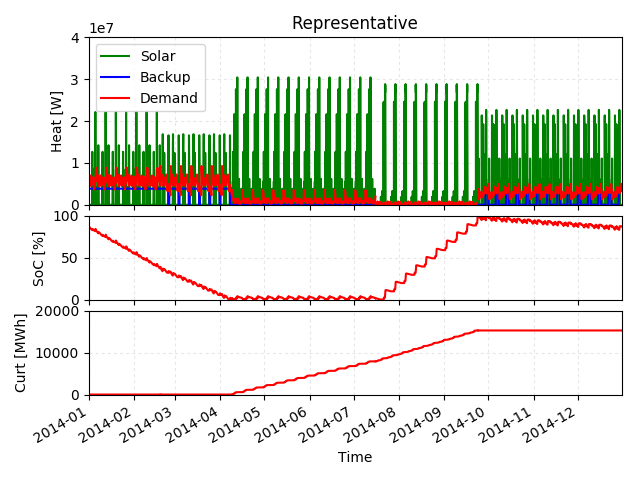 Representative
1e7
4
3
2
1
0
Heat [W]
Solar
Backup
Demand
100
50
0
SoC [%]
20000
10000
0
Curt [MWh]
2014-01
2014-02
2014-03
2014-04
2014-05
2014-06
2014-07
2014-08
2014-09
2014-10
2014-11
2014-12
Time